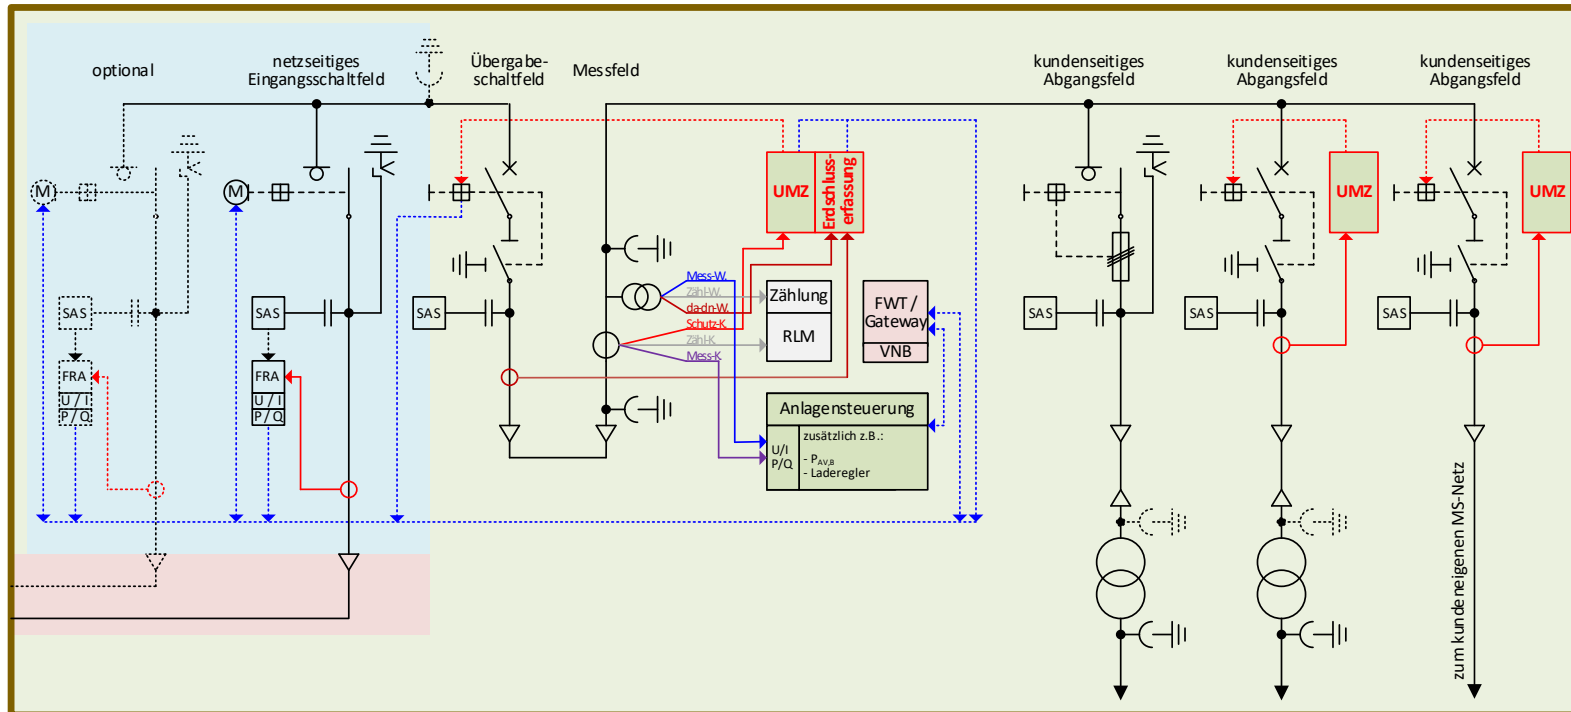 optional
netzseitiges
Eingangsschaltfeld
Übergabe-
schaltfeld
Messfeld
kundenseitiges
Abgangsfeld
kundenseitiges
Abgangsfeld
kundenseitiges
Abgangsfeld
M
M
UMZ
Erdschluss-
erfassung
UMZ
UMZ
Mess-W.
Zähl-W.
da-dn-W.
Schutz-K.
Zähl-K.
Mess-K.
Zählung
RLM
FWT /
Gateway
VNB
SAS
SAS
SAS
SAS
SAS
SAS
FRA
U / I
P / Q
FRA
U / I
P / Q
Anlagensteuerung
U/I
P/Q
zusätzlich z.B.:
- PAV,B
- Laderegler
zum kundeneigenen MS-Netz